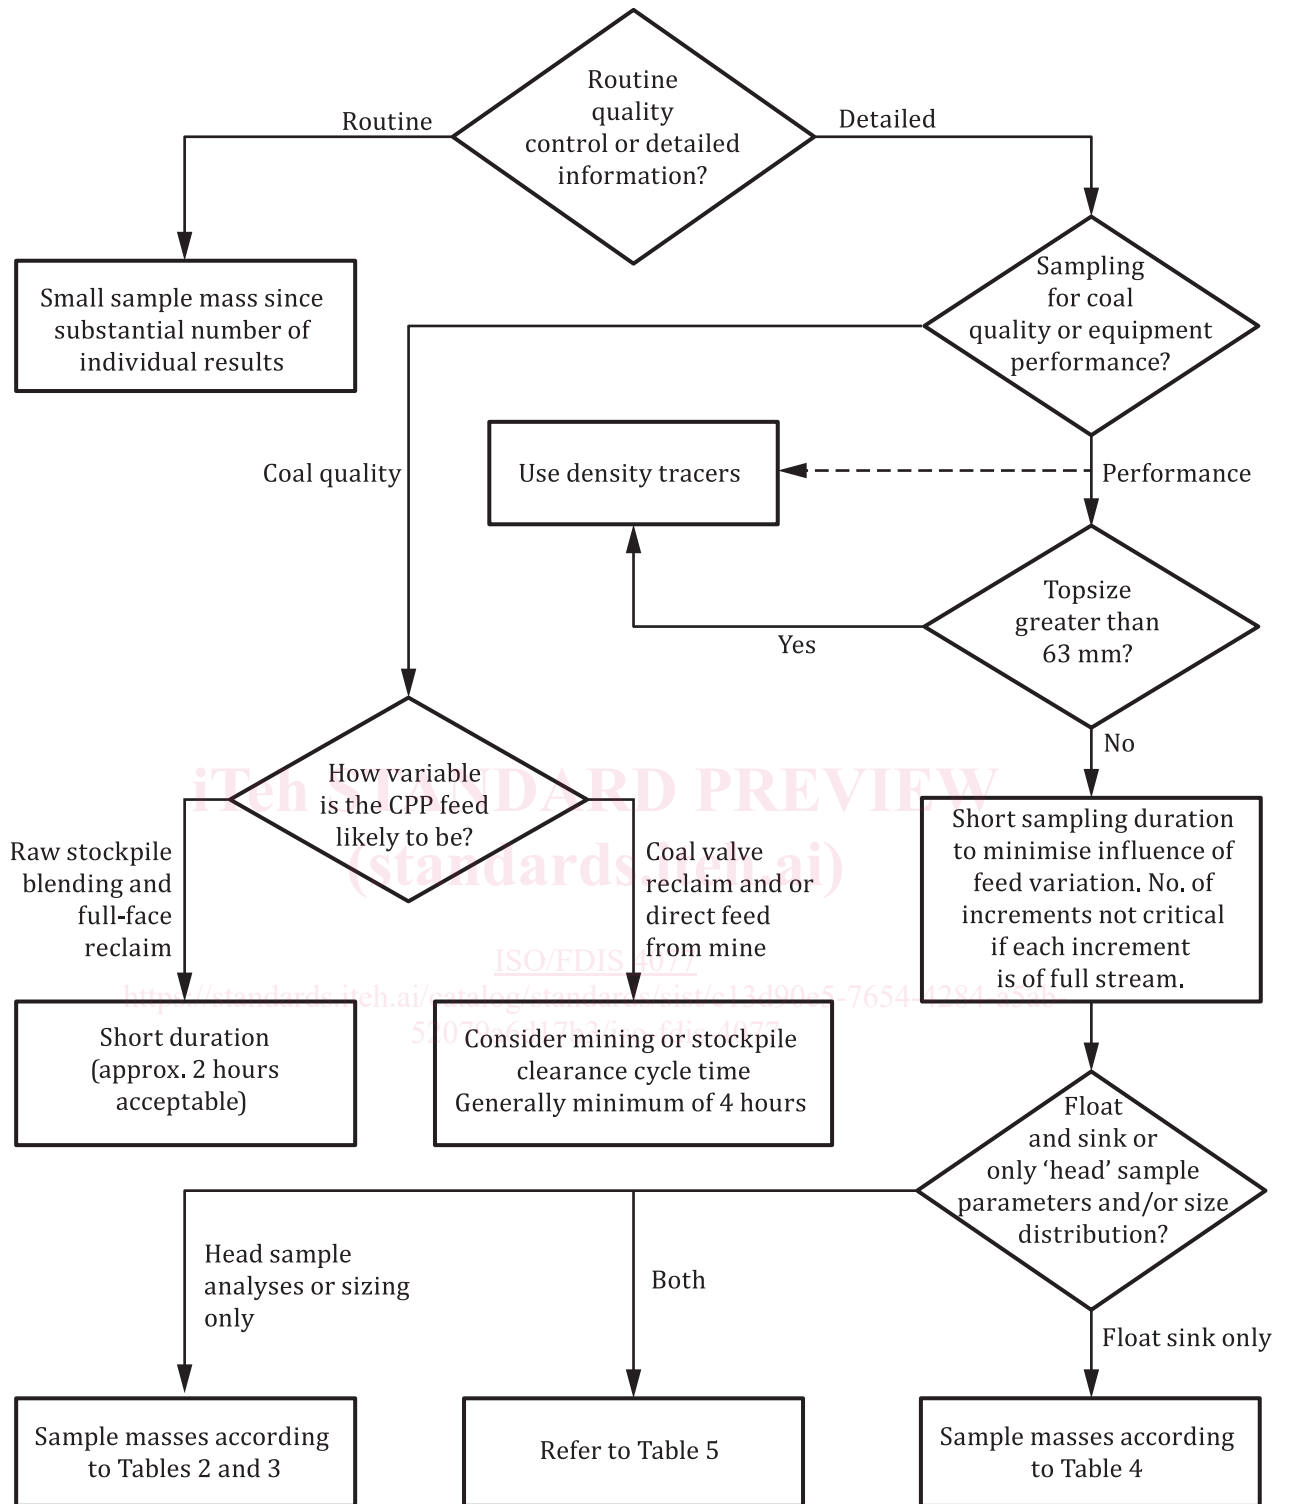 Routine
quality
control or detailed
information?
Routine
Detailed
Small sample mass since
substantial number of
individual results
Sampling
for coal
quality or equipment
performance?
Coal quality
Use density tracers
Performance
Topsize
greater than
63 mm?
Yes
No
How variable
is the CPP feed
likely to be?
Raw stockpile
blending and
full-face
reclaim
Coal valve
reclaim and or
direct feed
from mine
Short sampling duration
to minimise influence of
feed variation. No. of
increments not critical
if each increment
is of full stream.
iTeh STANDARD PREVIEW
(standards.iteh.ai)
ISO/FDIS 4077
Short duration
(approx. 2 hours
acceptable)
Consider mining or stockpile
clearance cycle time
Generally minimum of 4 hours
Float
and sink or
only ‘head’ sample
parameters and/or size
distribution?
Head sample
analyses or sizing
only
Both
Float sink only
Sample masses according
to Tables 2 and 3
Refer to Table 5
Sample masses according
to Table 4